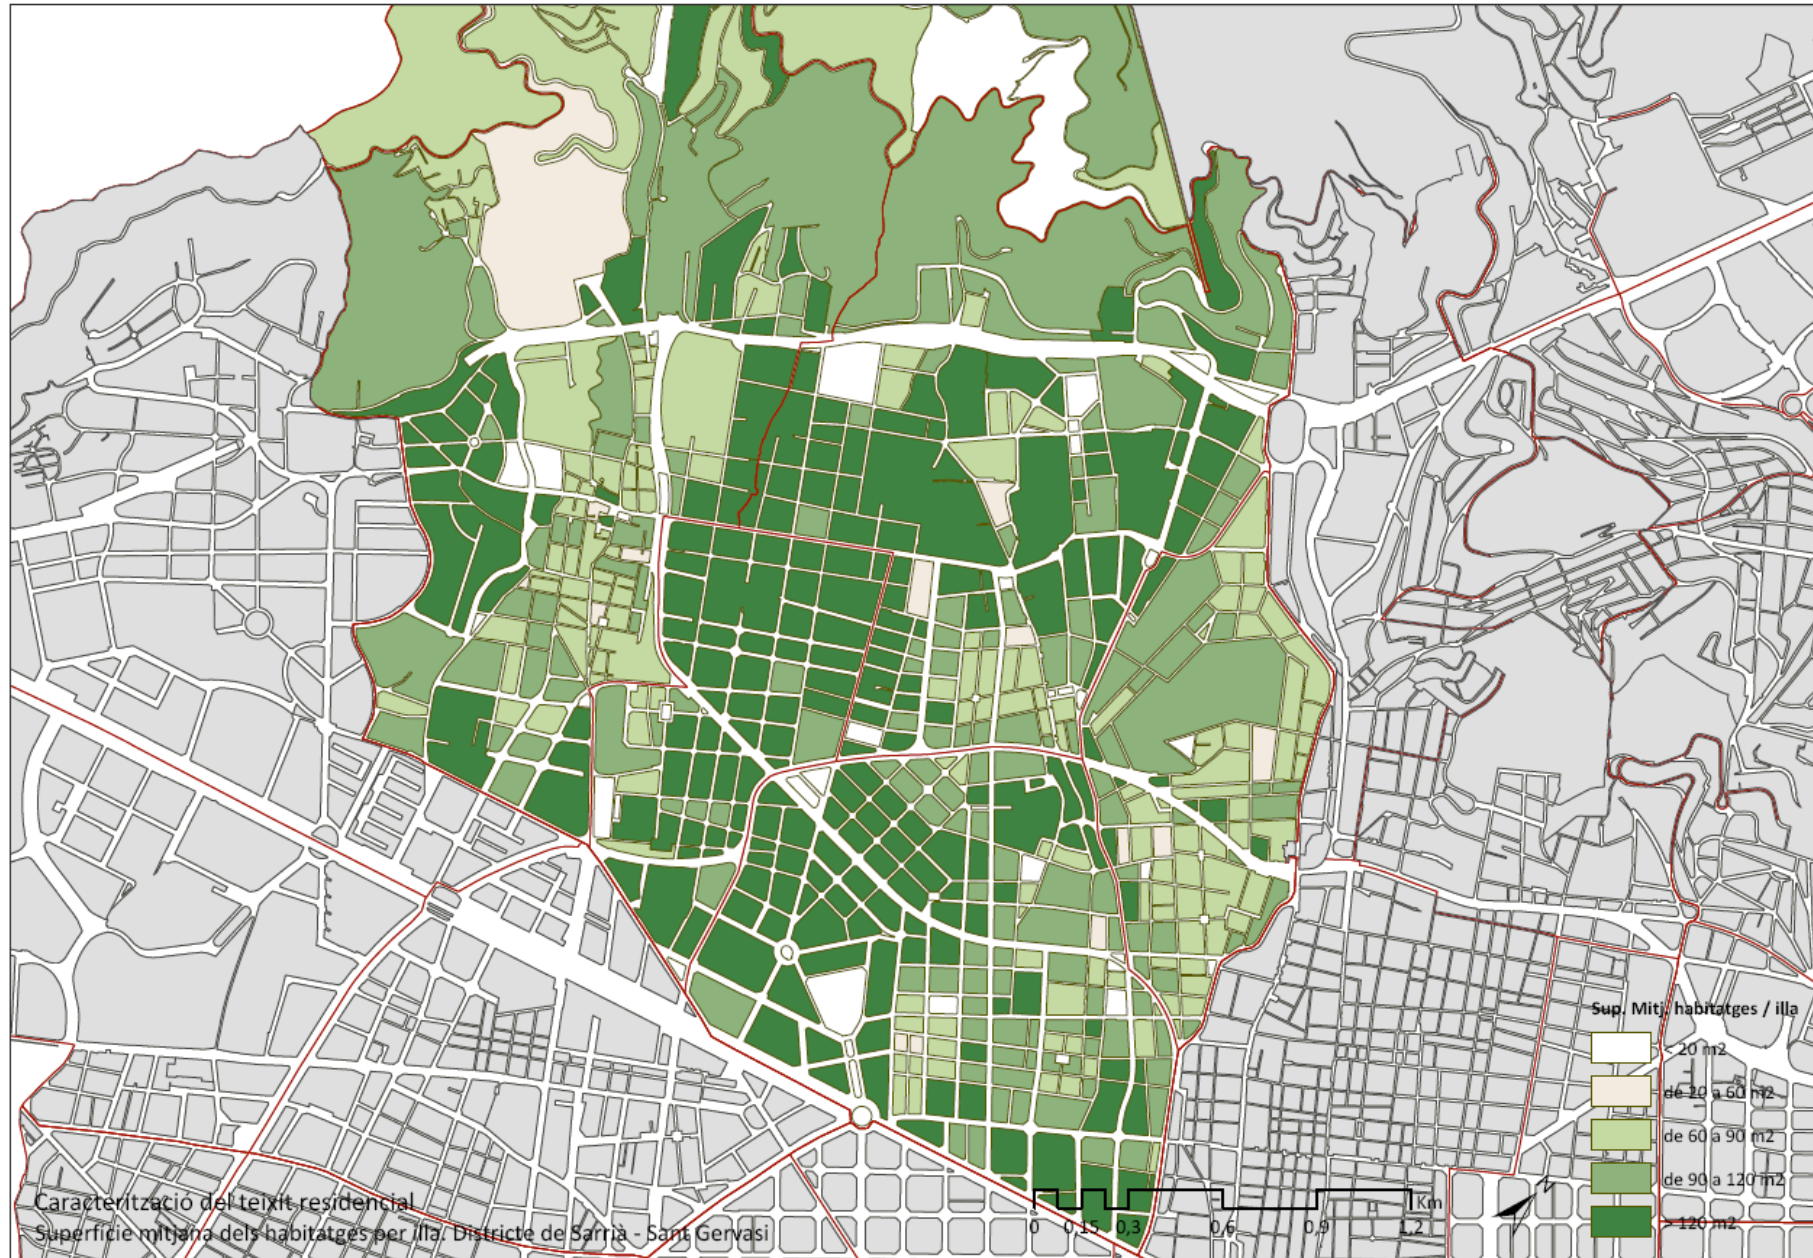 Sup. Mitj. habitatges / illa
< 20 m2
de 20 a 60 m2
de 60 a 90 m2
de 90 a 120 m2
> 120 m2
N
Km
0 0,15 0,3 0,6 0,9 1,2
Caracterització del teixit residencial
Superfície mitjana dels habitatges per illa. Districte de Sarrià - Sant Gervasi